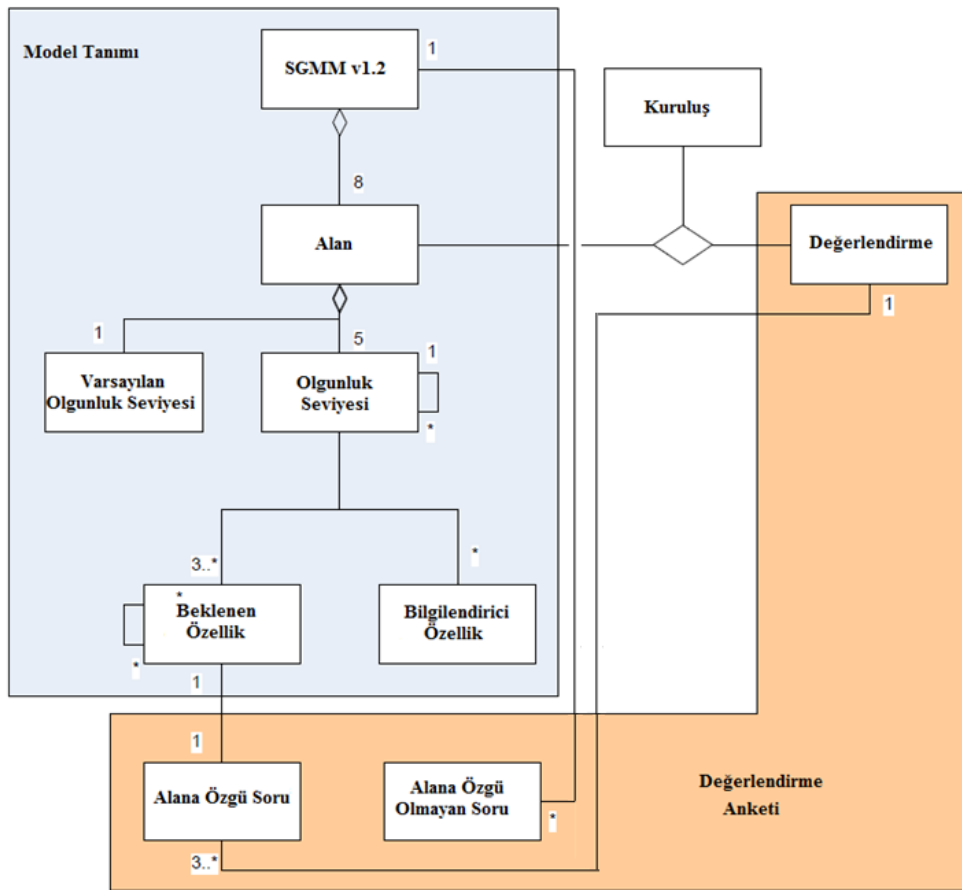 Model Tanımı
SGMM v1.2
1
Kuruluş
8
Alan
Değerlendirme
1
1
5
1
Varsayılan
Olgunluk Seviyesi
Olgunluk
Seviyesi
*
3..*
*
*
Beklenen
Özellik
*
Bilgilendirici
Özellik
1
1
Alana Özgü Soru
Alana Özgü
Olmayan Soru
*
Değerlendirme
Anketi
3..*